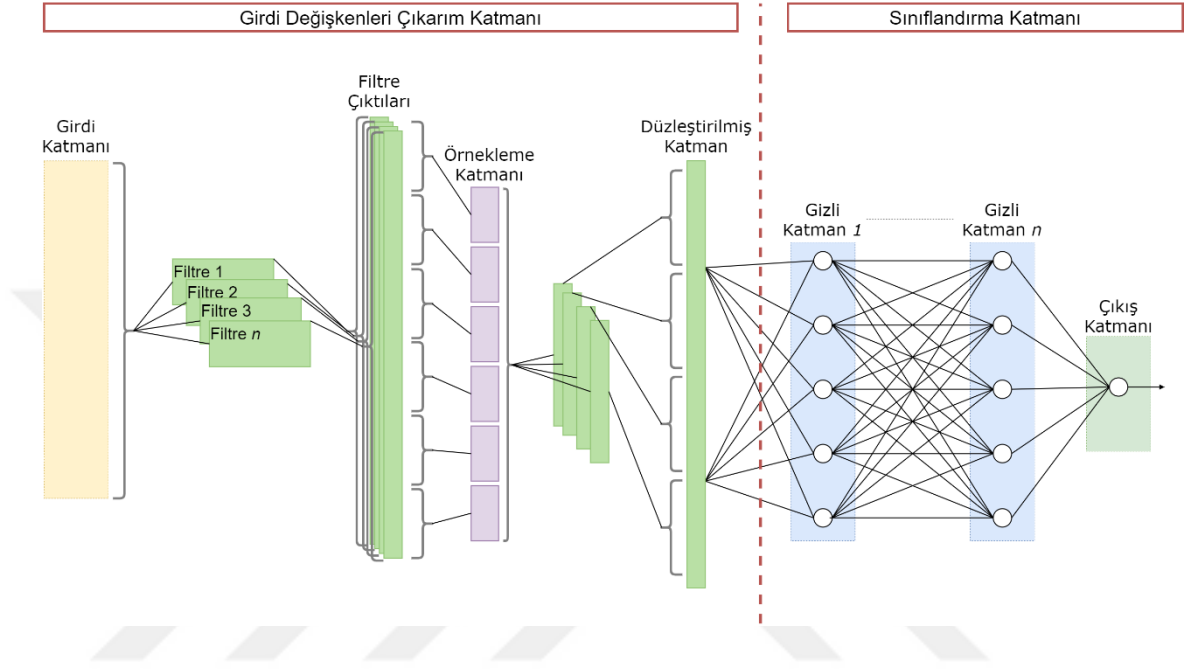 Girdi Değişkenleri Çıkarım Katmanı
Sınıflandırma Katmanı
Girdi
Katmanı
Filtre 1
Filtre 2
Filtre 3
Filtre n
Filtre
Çıktıları
Örnekleme
Katmanı
Düzleştirilmiş
Katman
Gizli
Katman 1
Gizli
Katman n
Çıkış
Katmanı